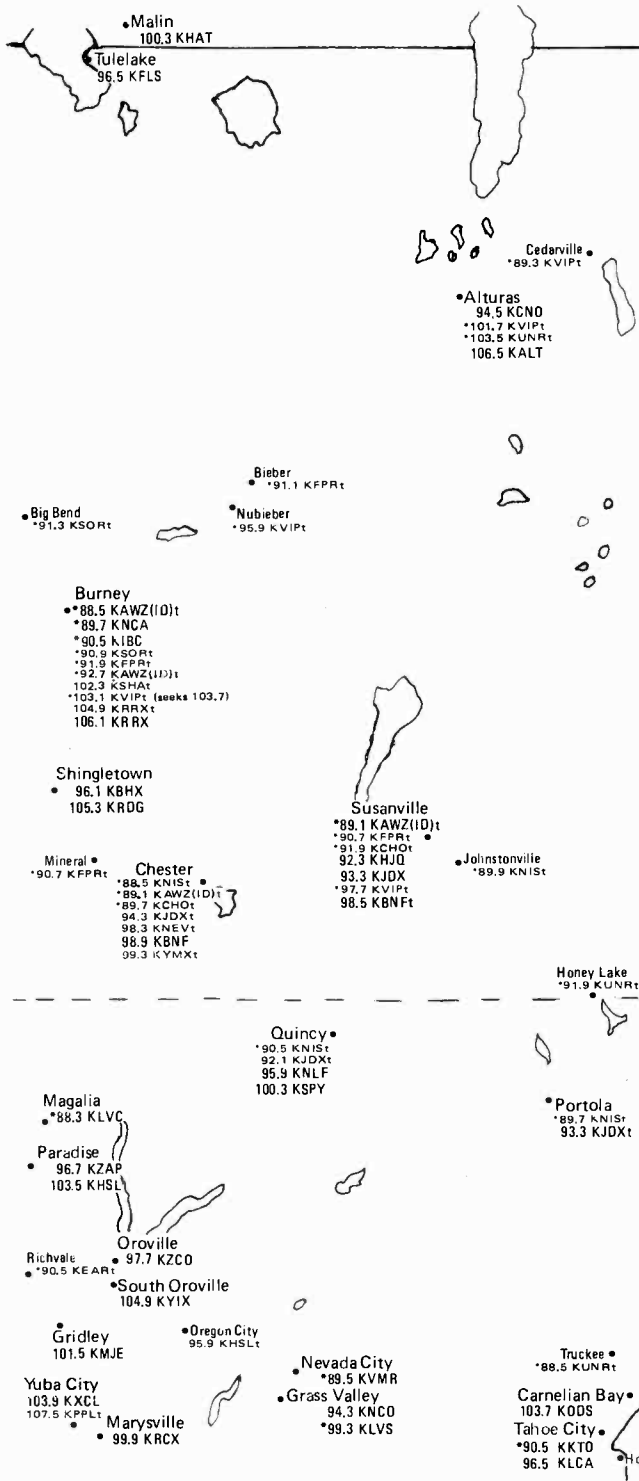 Malin
100.3 KHAT
Tulelake
96.5 KFLS
Cedarville
*89.3 KVIPt
Alturas
94.5 KCNO
*101.7 KVIPt
*103.5 KUNRt
106.5 KALT
Bieber
*91.1 KFPRt
Big Bend
*91.3 KSORt
Nubieber
*95.9 KVIPt
Burney
*88.5 KAWZ(ID)t
*89.7 KNCA
*90.5 KIBC
*90.9 KSORt
*91.9 KFPRt
*92.7 KAWZ(ID)t
102.3 KSHAt
*103.1 KVIPt (seeks 103.7)
104.9 KRRXt
106.1 KRRX
Shingletown
96.1 KBHX
105.3 KRDG
Susanville
*89.1 KAWZ(ID)t
*90.7 KFPRt
*91.9 KCHOt
92.3 KHJQ
93.3 KJDX
*97.7 KVIPt
98.5 KBNFt
Johnstonville
*89.9 KNISt
Mineral
*90.7 KFPRt
Chester
*88.5 KNISt
*89.1 KAWZ(ID)t
*89.7 KCHOt
94.3 KJDXt
98.3 KNEVt
98.9 KBNF
99.3 KYMXt
Honey Lake
*91.9 KUNRt
Quincy
*90.5 KNISt
92.1 KJDXt
95.9 KNLF
100.3 KSPY
Portola
*89.7 KNISt
93.3 KJDXt
Magalia
*88.3 KLVC
Paradise
96.7 KZAP
103.5 KHSL
Oroville
97.7 KZCO
Richvale
*90.5 KEARt
South Oroville
104.9 KYIX
Gridley
101.5 KMJE
Oregon City
95.9 KHSLt
Nevada City
*89.5 KVMR
Truckee
*88.5 KUNRt
Yuba City
103.9 KXCL
107.5 KPPLt
Grass Valley
94.3 KNCO
*99.3 KLVS
Carnelian Bay
103.7 KODS
Marysville
99.9 KRCX
Tahoe City
*90.5 KKTO
96.5 KLCA